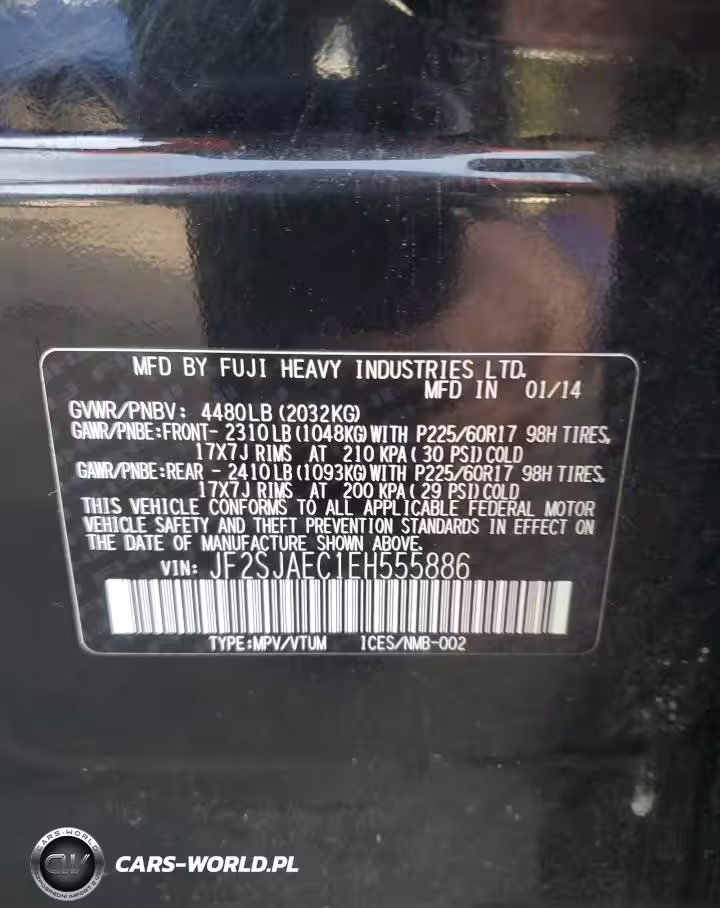 MFD BY FUJI HEAVY INDUSTRIES LTD.
MFD IN 01/14
GVWR/PNBV: 4480LB (2032KG)
GAWR/PNBE:FRONT- 2310LB (1048KG) WITH P225/60R17 98H TIRES,
17X7J RIMS AT 210 KPA ( 30 PSI) COLD
GAWR/PNBE:REAR - 2410LB (1093KG) WITH P225/60R17 98H TIRES,
17X7J RIMS AT 200 KPA ( 29 PSI) COLD
THIS VEHICLE CONFORMS TO ALL APPLICABLE FEDERAL MOTOR
VEHICLE SAFETY AND THEFT PREVENTION STANDARDS IN EFFECT ON
THE DATE OF MANUFACTURE SHOWN ABOVE.
VIN: JF2SJAEC1EH555886
TYPE:MPV/VTUM ICES/NMB-002
CARS-WORLD
CW
CARS-WORLD.PL